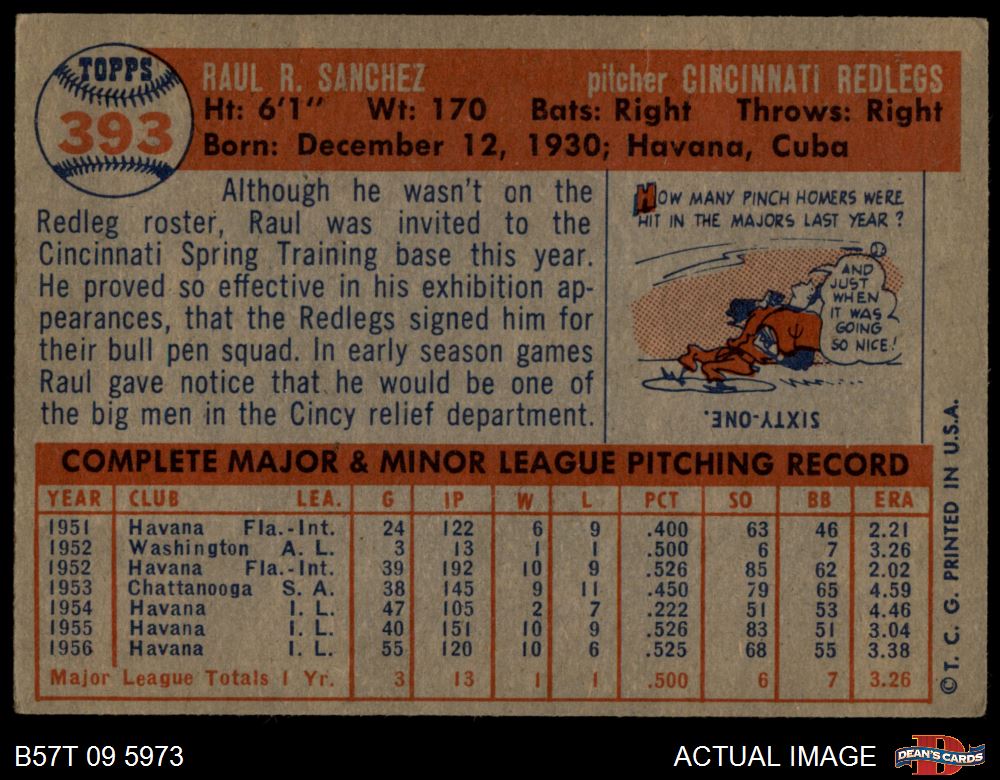 TOPPS
393
RAUL R. SANCHEZ pitcher CINCINNATI REDLEGS
Ht: 6'1" Wt: 170 Bats: Right Throws: Right
Born: December 12, 1930; Havana, Cuba
Although he wasn't on the
Redleg roster, Raul was invited to the
Cincinnati Spring Training base this year.
He proved so effective in his exhibition ap-
pearances, that the Redlegs signed him for
their bull pen squad. In early season games
Raul gave notice that he would be one of
the big men in the Cincy relief department.
HOW MANY PINCH HOMERS WERE
HIT IN THE MAJORS LAST YEAR?
AND
JUST
WHEN
IT WAS
GOING
SO NICE!
SIXTY-ONE.
COMPLETE MAJOR & MINOR LEAGUE PITCHING RECORD
YEAR CLUB LEA. G IP W L PCT SO BB ERA
1951 Havana Fla.-Int. 24 122 6 9 .400 63 46 2.21
1952 Washington A. L. 3 13 1 1 .500 6 7 3.26
1952 Havana Fla.-Int. 39 192 10 9 .526 85 62 2.02
1953 Chattanooga S. A. 38 145 9 11 .450 79 65 4.59
1954 Havana I. L. 47 105 2 7 .222 51 53 4.46
1955 Havana I. L. 40 151 10 9 .526 83 51 3.04
1956 Havana I. L. 55 120 10 6 .525 68 55 3.38
Major League Totals 1 Yr. 3 13 1 1 .500 6 7 3.26
© T. C. G. PRINTED IN U.S.A.
B57T 09 5973 ACTUAL IMAGE
DEAN'S CARDS